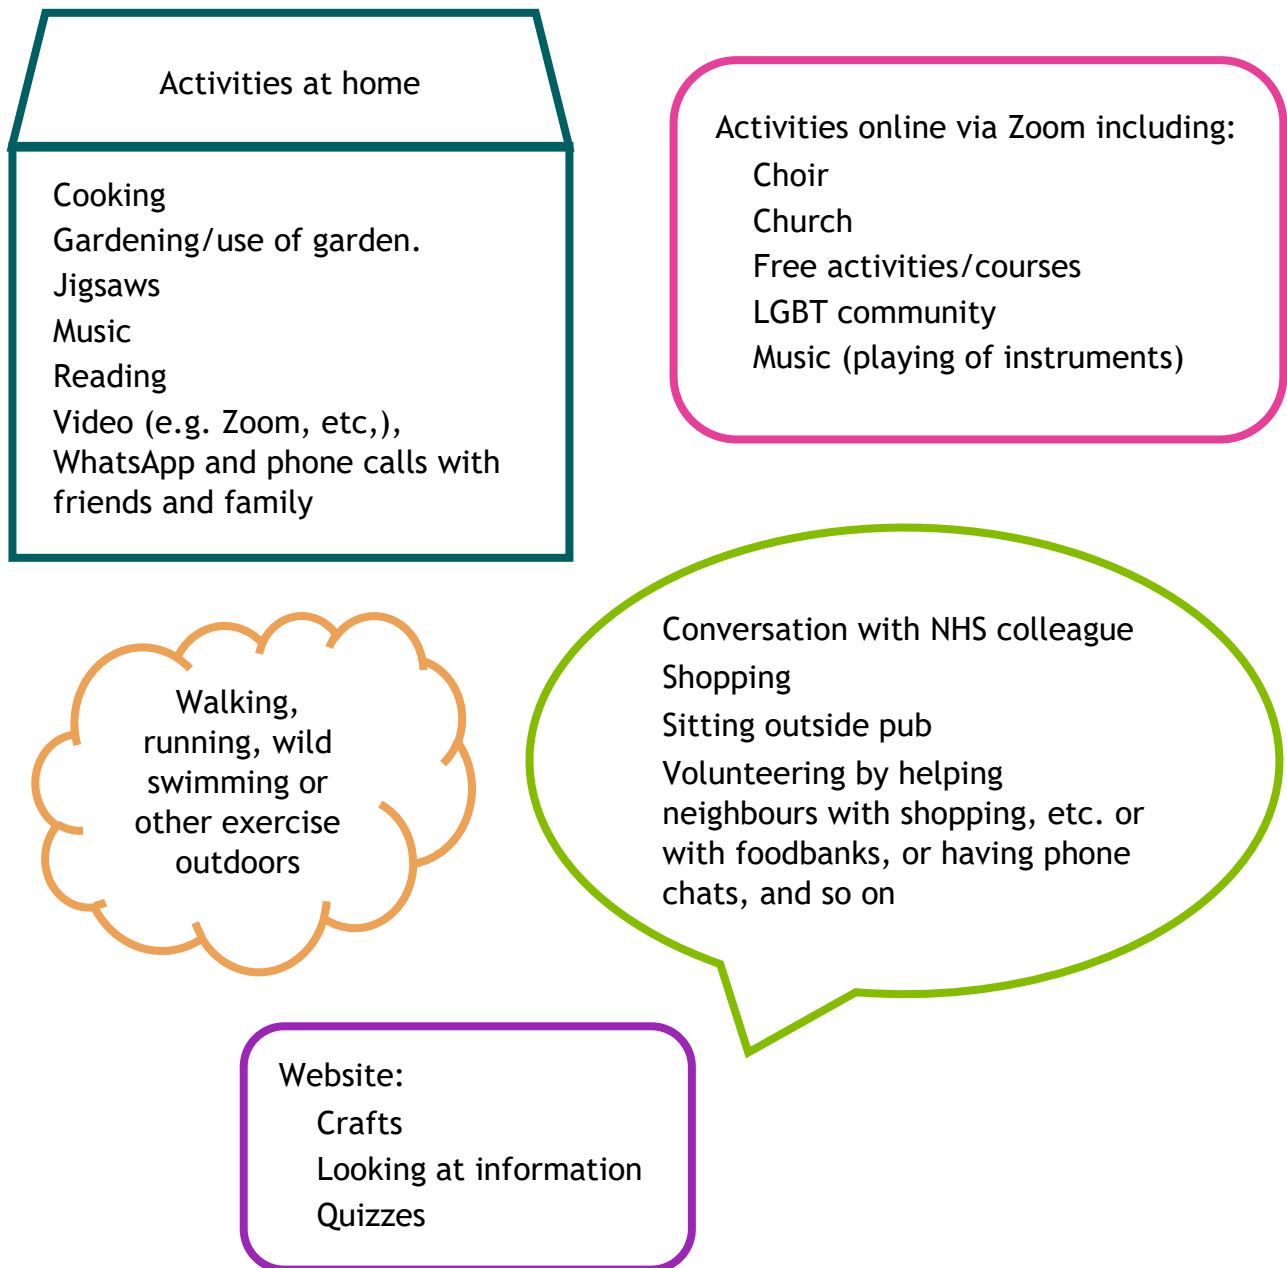 Activities at home
Cooking
Gardening/use of garden.
Jigsaws
Music
Reading
Video (e.g. Zoom, etc,),
WhatsApp and phone calls with
friends and family
Activities online via Zoom including:
Choir
Church
Free activities/courses
LGBT community
Music (playing of instruments)
Walking,
running, wild
swimming or
other exercise
outdoors
Conversation with NHS colleague
Shopping
Sitting outside pub
Volunteering by helping
neighbours with shopping, etc. or
with foodbanks, or having phone
chats, and so on
Website:
Crafts
Looking at information
Quizzes